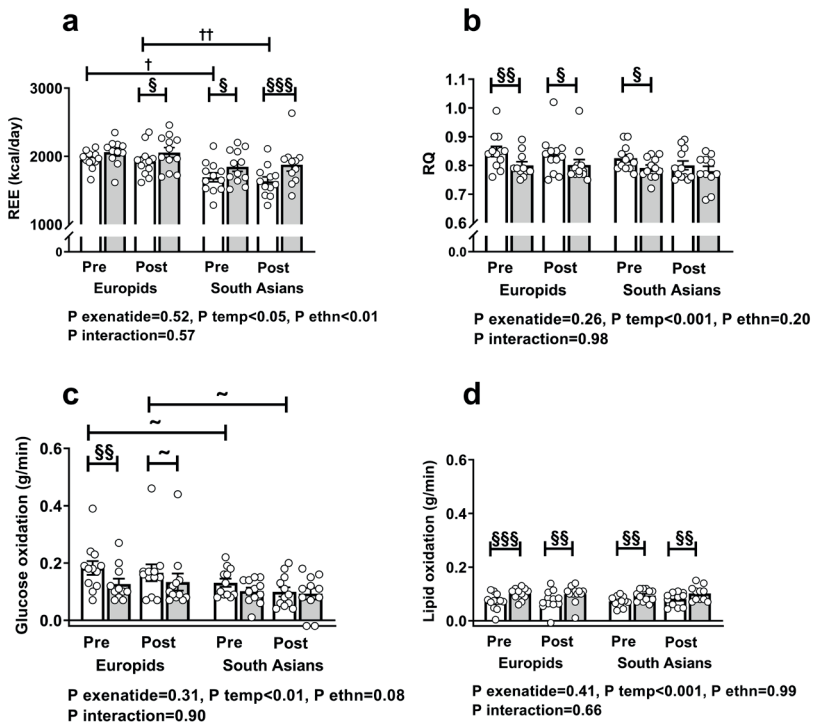 a
††
†
§
§
§§§
3000
2000
1000
0
REE (kcal/day)
Pre
Post
Pre
Post
Europids
South Asians
P exenatide=0.52, P temp<0.05, P ethn<0.01
P interaction=0.57
b
§§
§
§
1.1
1.0
0.9
0.8
0.7
0.6
0.0
RQ
Pre
Post
Pre
Post
Europids
South Asians
P exenatide=0.26, P temp<0.001, P ethn=0.20
P interaction=0.98
c
~
~
§§
~
0.6
0.4
0.2
0.0
Glucose oxidation (g/min)
Pre
Post
Pre
Post
Europids
South Asians
P exenatide=0.31, P temp<0.01, P ethn=0.08
P interaction=0.90
d
§§§
§§
§§
§§
0.6
0.4
0.2
0.0
Lipid oxidation (g/min)
Pre
Post
Pre
Post
Europids
South Asians
P exenatide=0.41, P temp<0.001, P ethn=0.99
P interaction=0.66